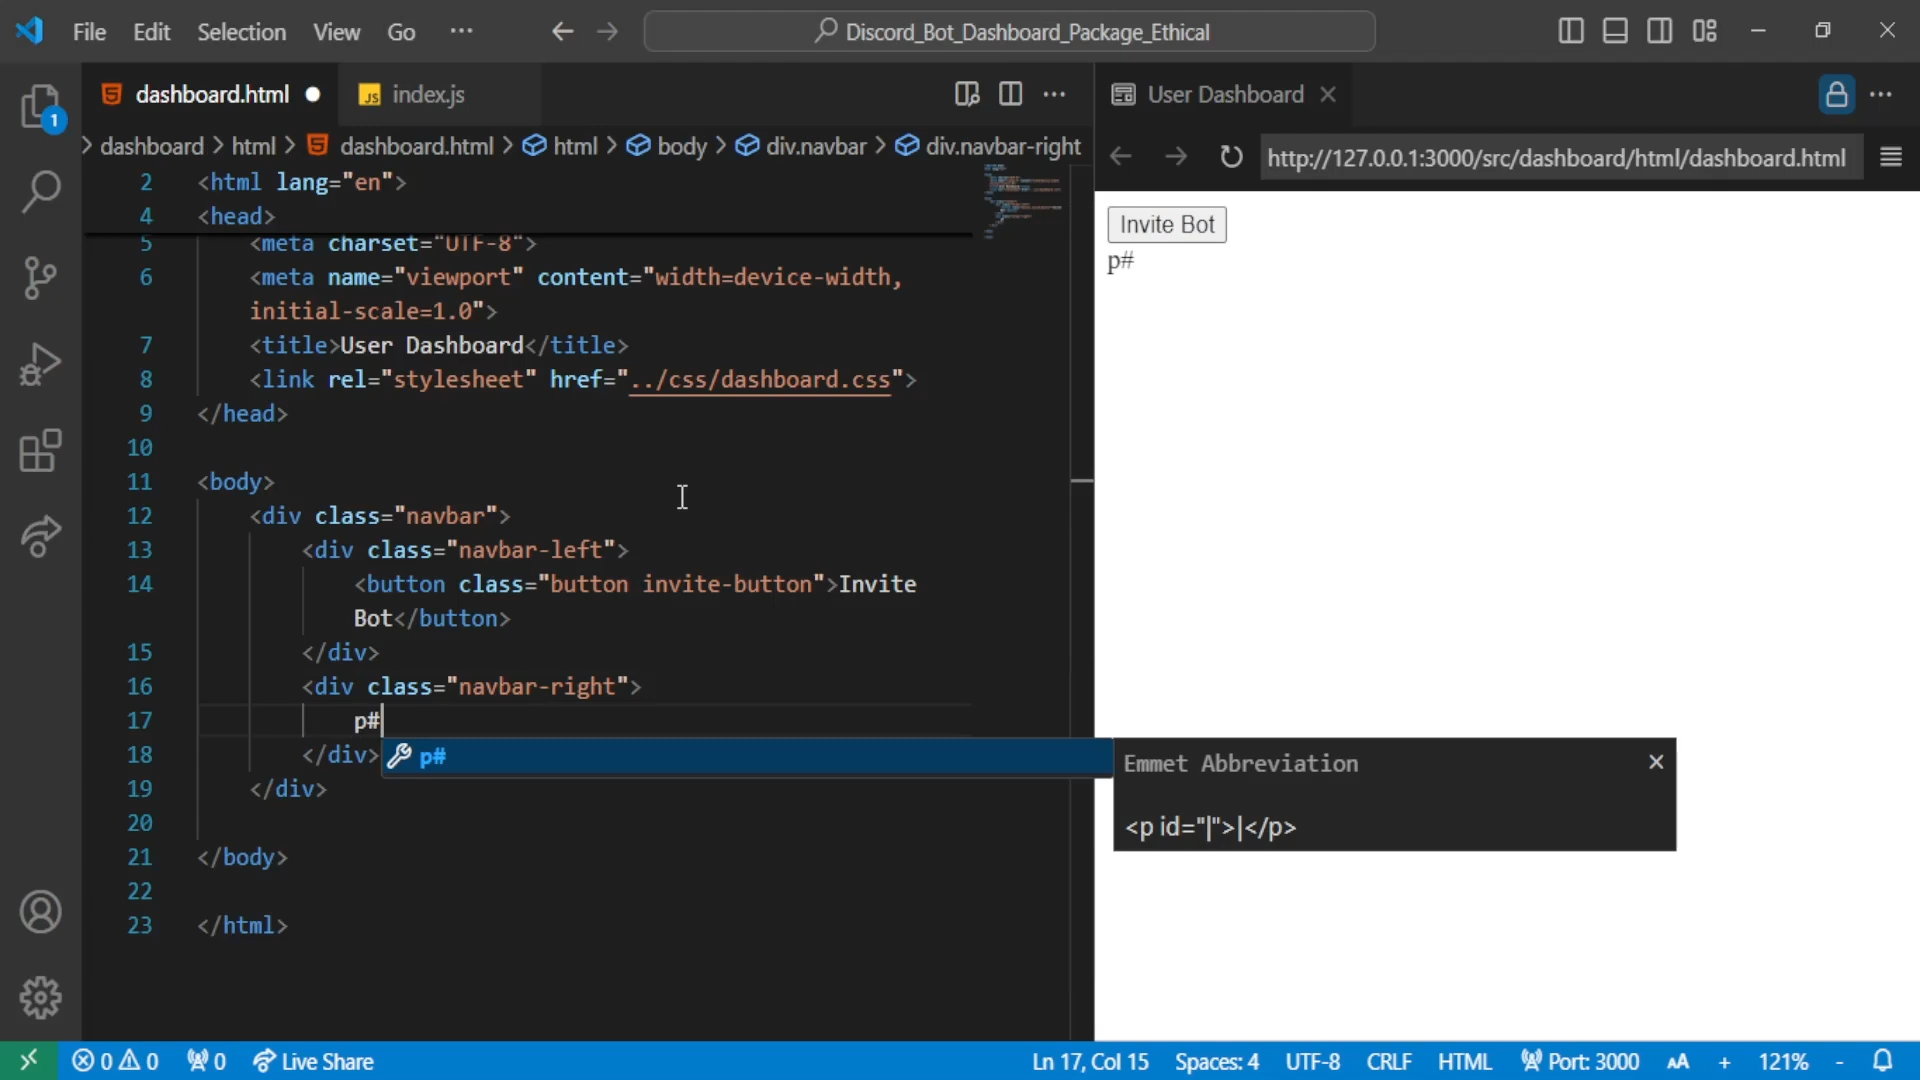 File Edit Selection View Go ··· Discord_Bot_Dashboard_Package_Ethical
1
dashboard.html index.js
dashboard > html > dashboard.html > html > body > div.navbar > div.navbar-right
2 <html lang="en">
4 <head>
5 <meta charset="UTF-8">
6 <meta name="viewport" content="width=device-width,
initial-scale=1.0">
7 <title>User Dashboard</title>
8 <link rel="stylesheet" href="../css/dashboard.css">
9 </head>
10
11 <body>
12 <div class="navbar">
13 <div class="navbar-left">
14 <button class="button invite-button">Invite
Bot</button>
15 </div>
16 <div class="navbar-right">
17 p#
18 </div>
p#
19 </div>
20
21 </body>
22
23 </html>
User Dashboard
http://127.0.0.1:3000/src/dashboard/html/dashboard.html
Invite Bot
p#
Emmet Abbreviation
<p id="|">|</p>
0 0 0 Live Share Ln 17, Col 15 Spaces: 4 UTF-8 CRLF HTML Port: 3000 AA + 121% -